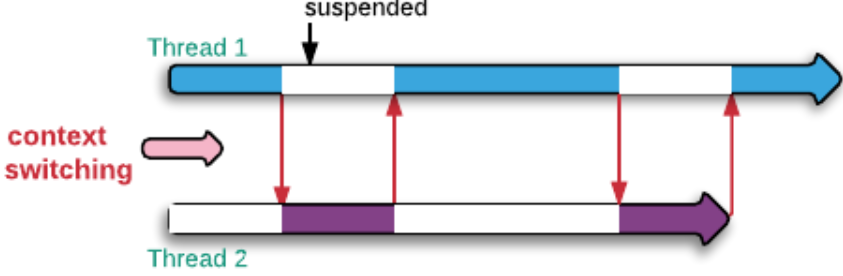 suspended
Thread 1
context
switching
Thread 2